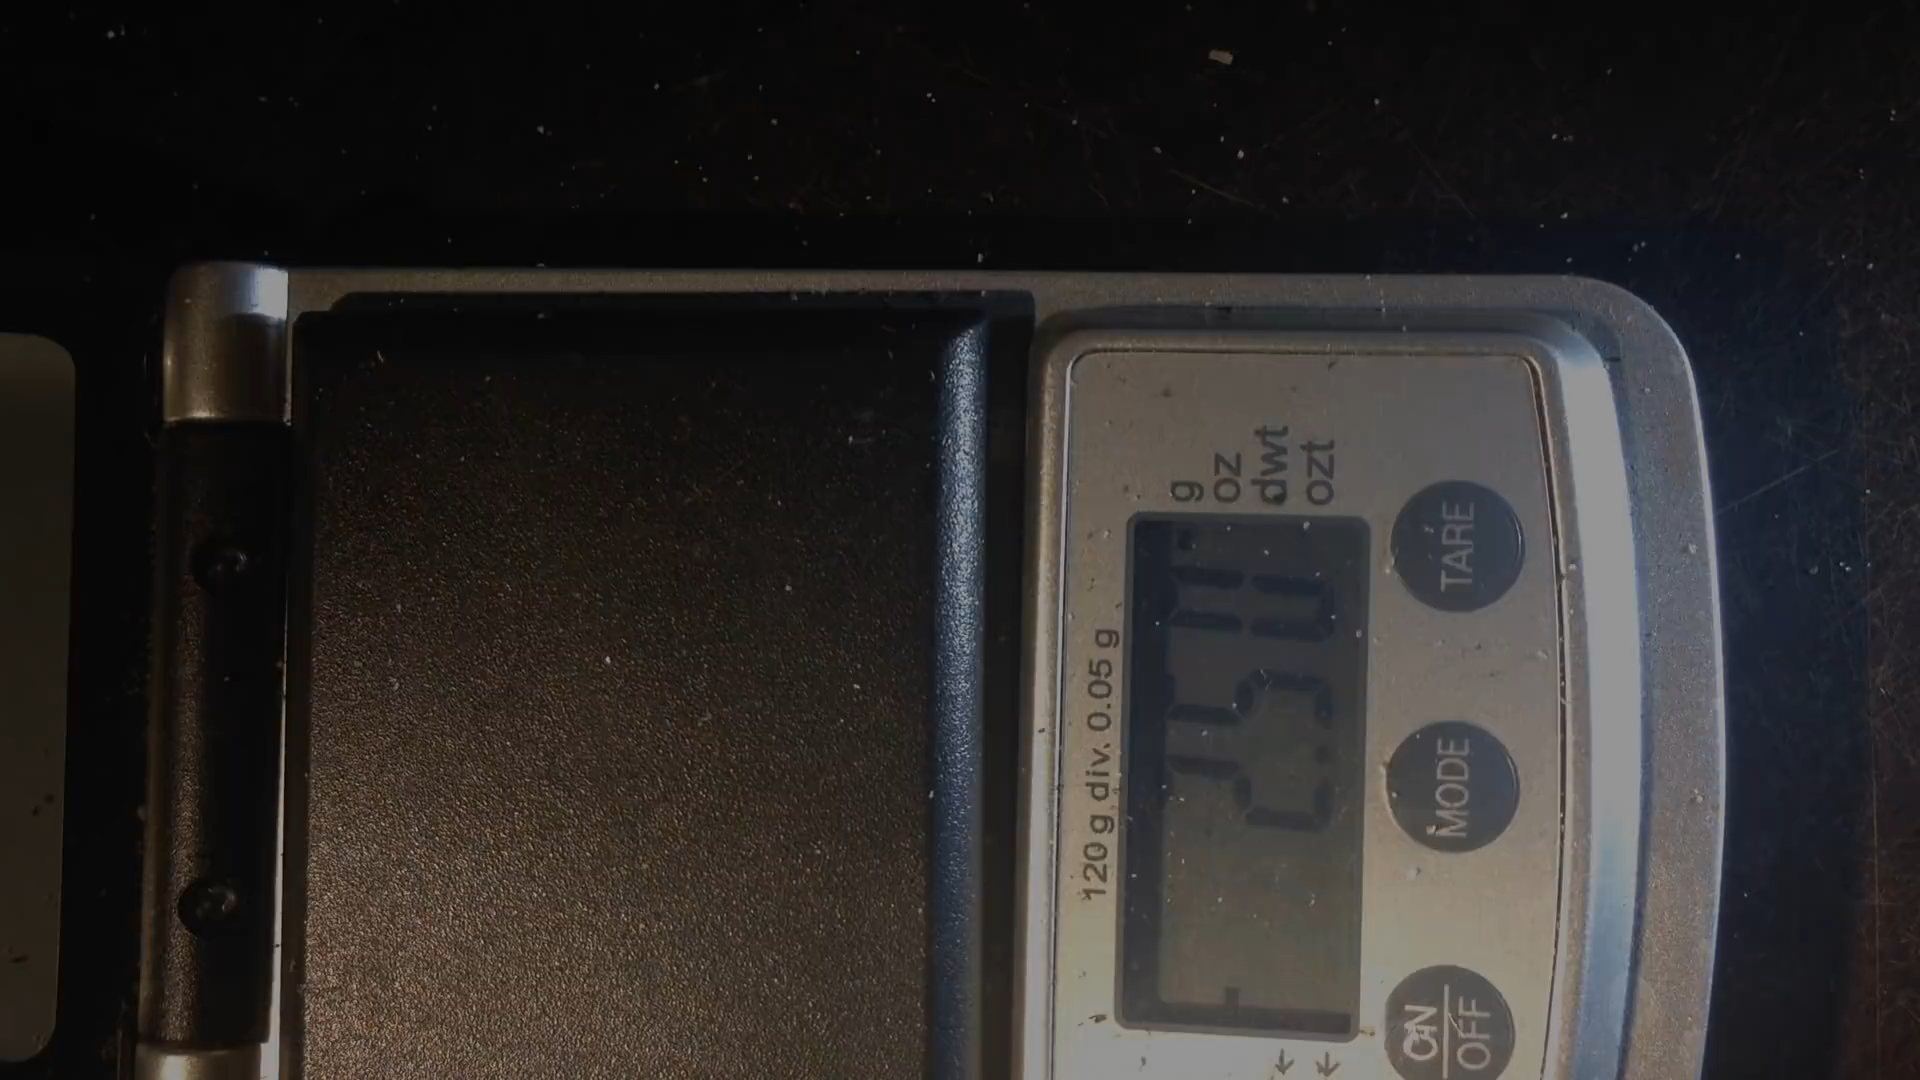 120 g div. 0.05 g
g
oz
dwt
ozt
ON
OFF
MODE
TARE